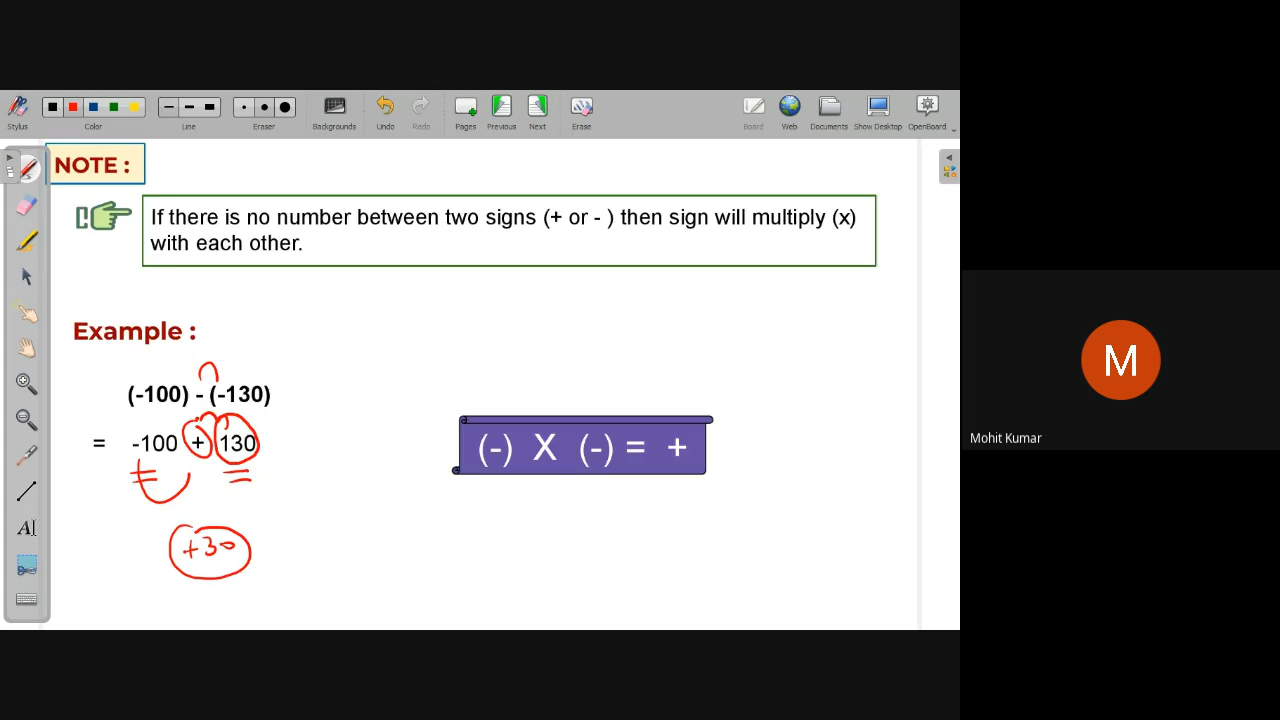 Stylus
Color
Line
Eraser
Backgrounds
Undo
Redo
Pages
Previous
Next
Erase
Board
Web
Documents
Show Desktop
OpenBoard
NOTE :
If there is no number between two signs (+ or - ) then sign will multiply (x)
with each other.
Example :
(-100) - (-130)
= -100 + 130
+30
(-) X (-) = +
M
Mohit Kumar